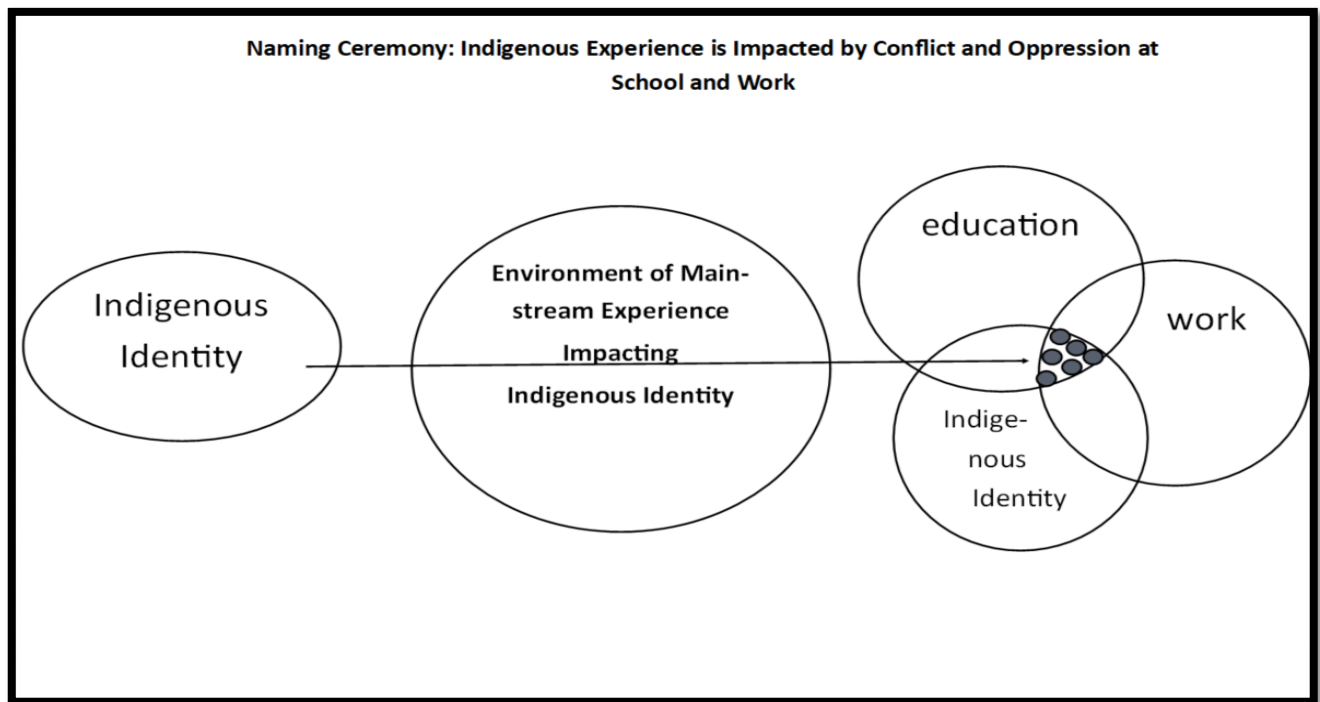 Naming Ceremony: Indigenous Experience is Impacted by Conflict and Oppression at
School and Work
Indigenous
Identity
Environment of Main-
stream Experience
Impacting
Indigenous Identity
education
work
Indige-
nous
Identity